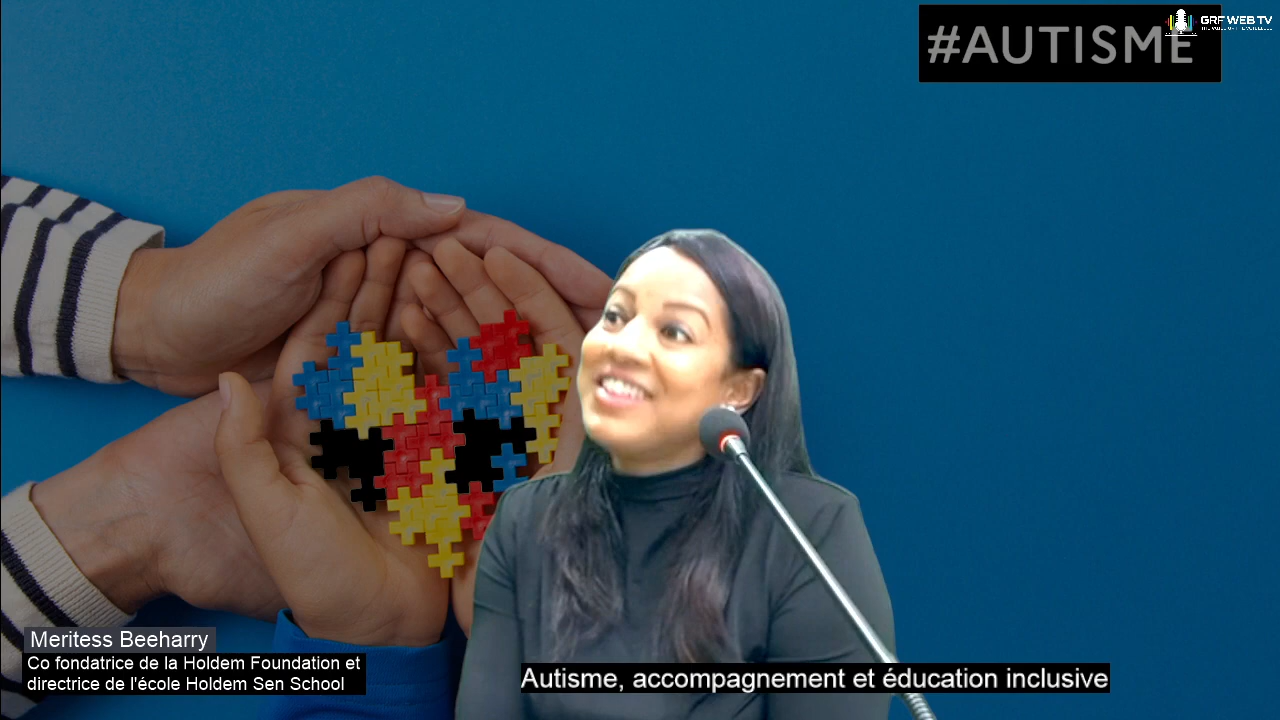 #AUTISME
GRF WEB TV
Meritess Beeharry
Co fondatrice de la Holdem Foundation et
directrice de l'école Holdem Sen School
Autisme, accompagnement et éducation inclusive